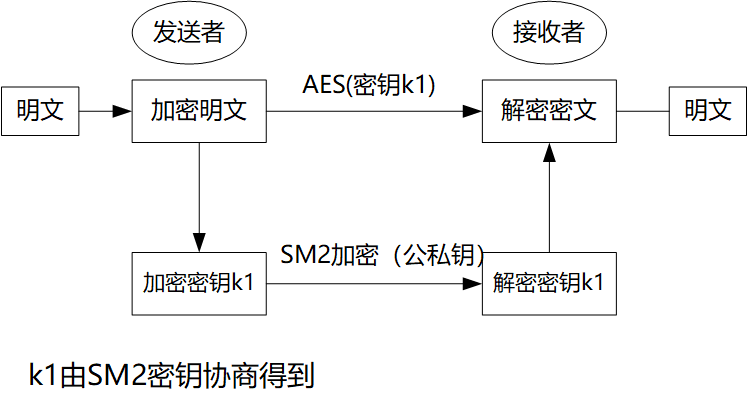 发送者
接收者
明文
加密明文
AES(密钥k1)
解密密文
明文
加密密钥k1
SM2加密（公私钥）
解密密钥k1
k1由SM2密钥协商得到